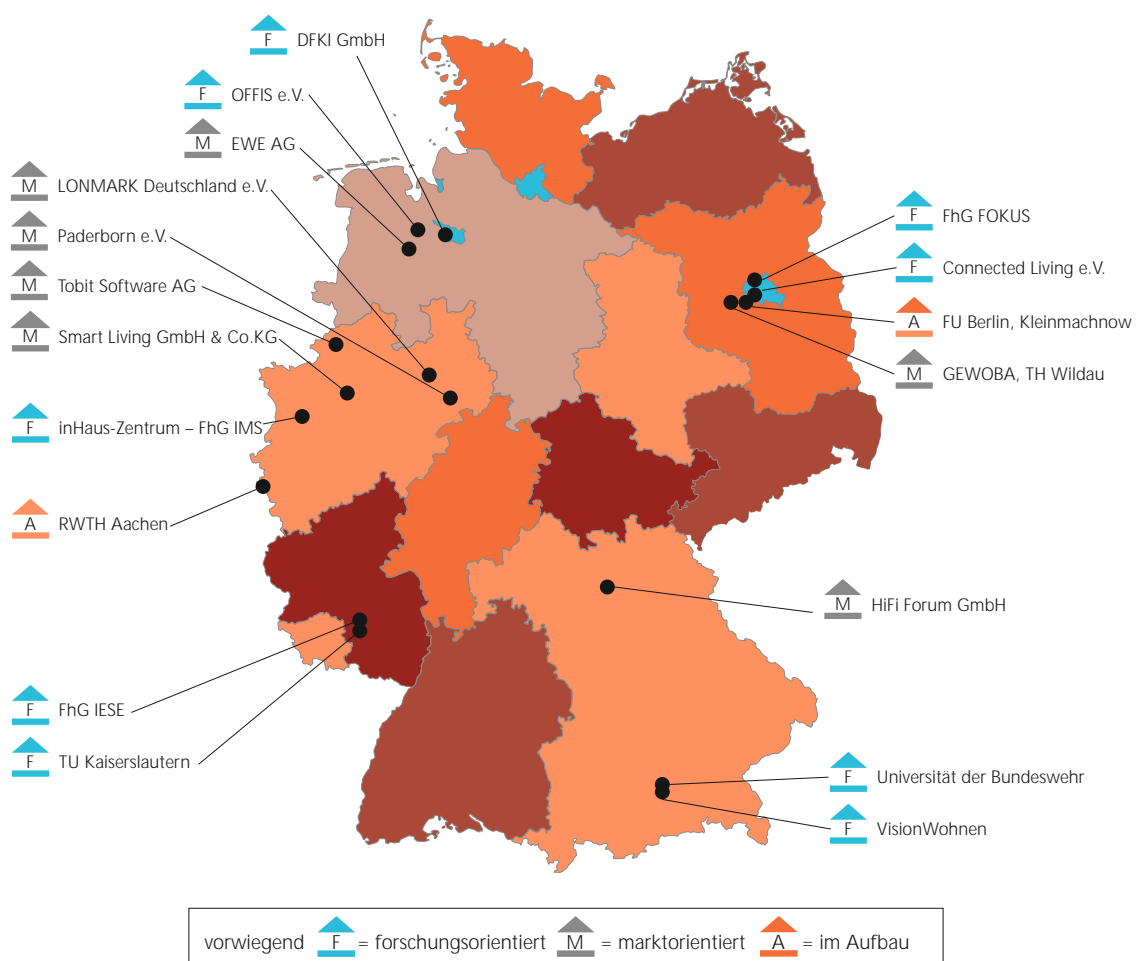 F DFKI GmbH
F OFFIS e.V.
M EWE AG
M LONMARK Deutschland e.V.
M Paderborn e.V.
M Tobit Software AG
M Smart Living GmbH & Co.KG
F inHaus-Zentrum – FhG IMS
A RWTH Aachen
F FhG IESE
F TU Kaiserslautern
F FhG FOKUS
F Connected Living e.V.
A FU Berlin, Kleinmachnow
M GEWOBA, TH Wildau
M HiFi Forum GmbH
F Universität der Bundeswehr
F VisionWohnen
vorwiegend F = forschungsorientiert M = marktorientiert A = im Aufbau